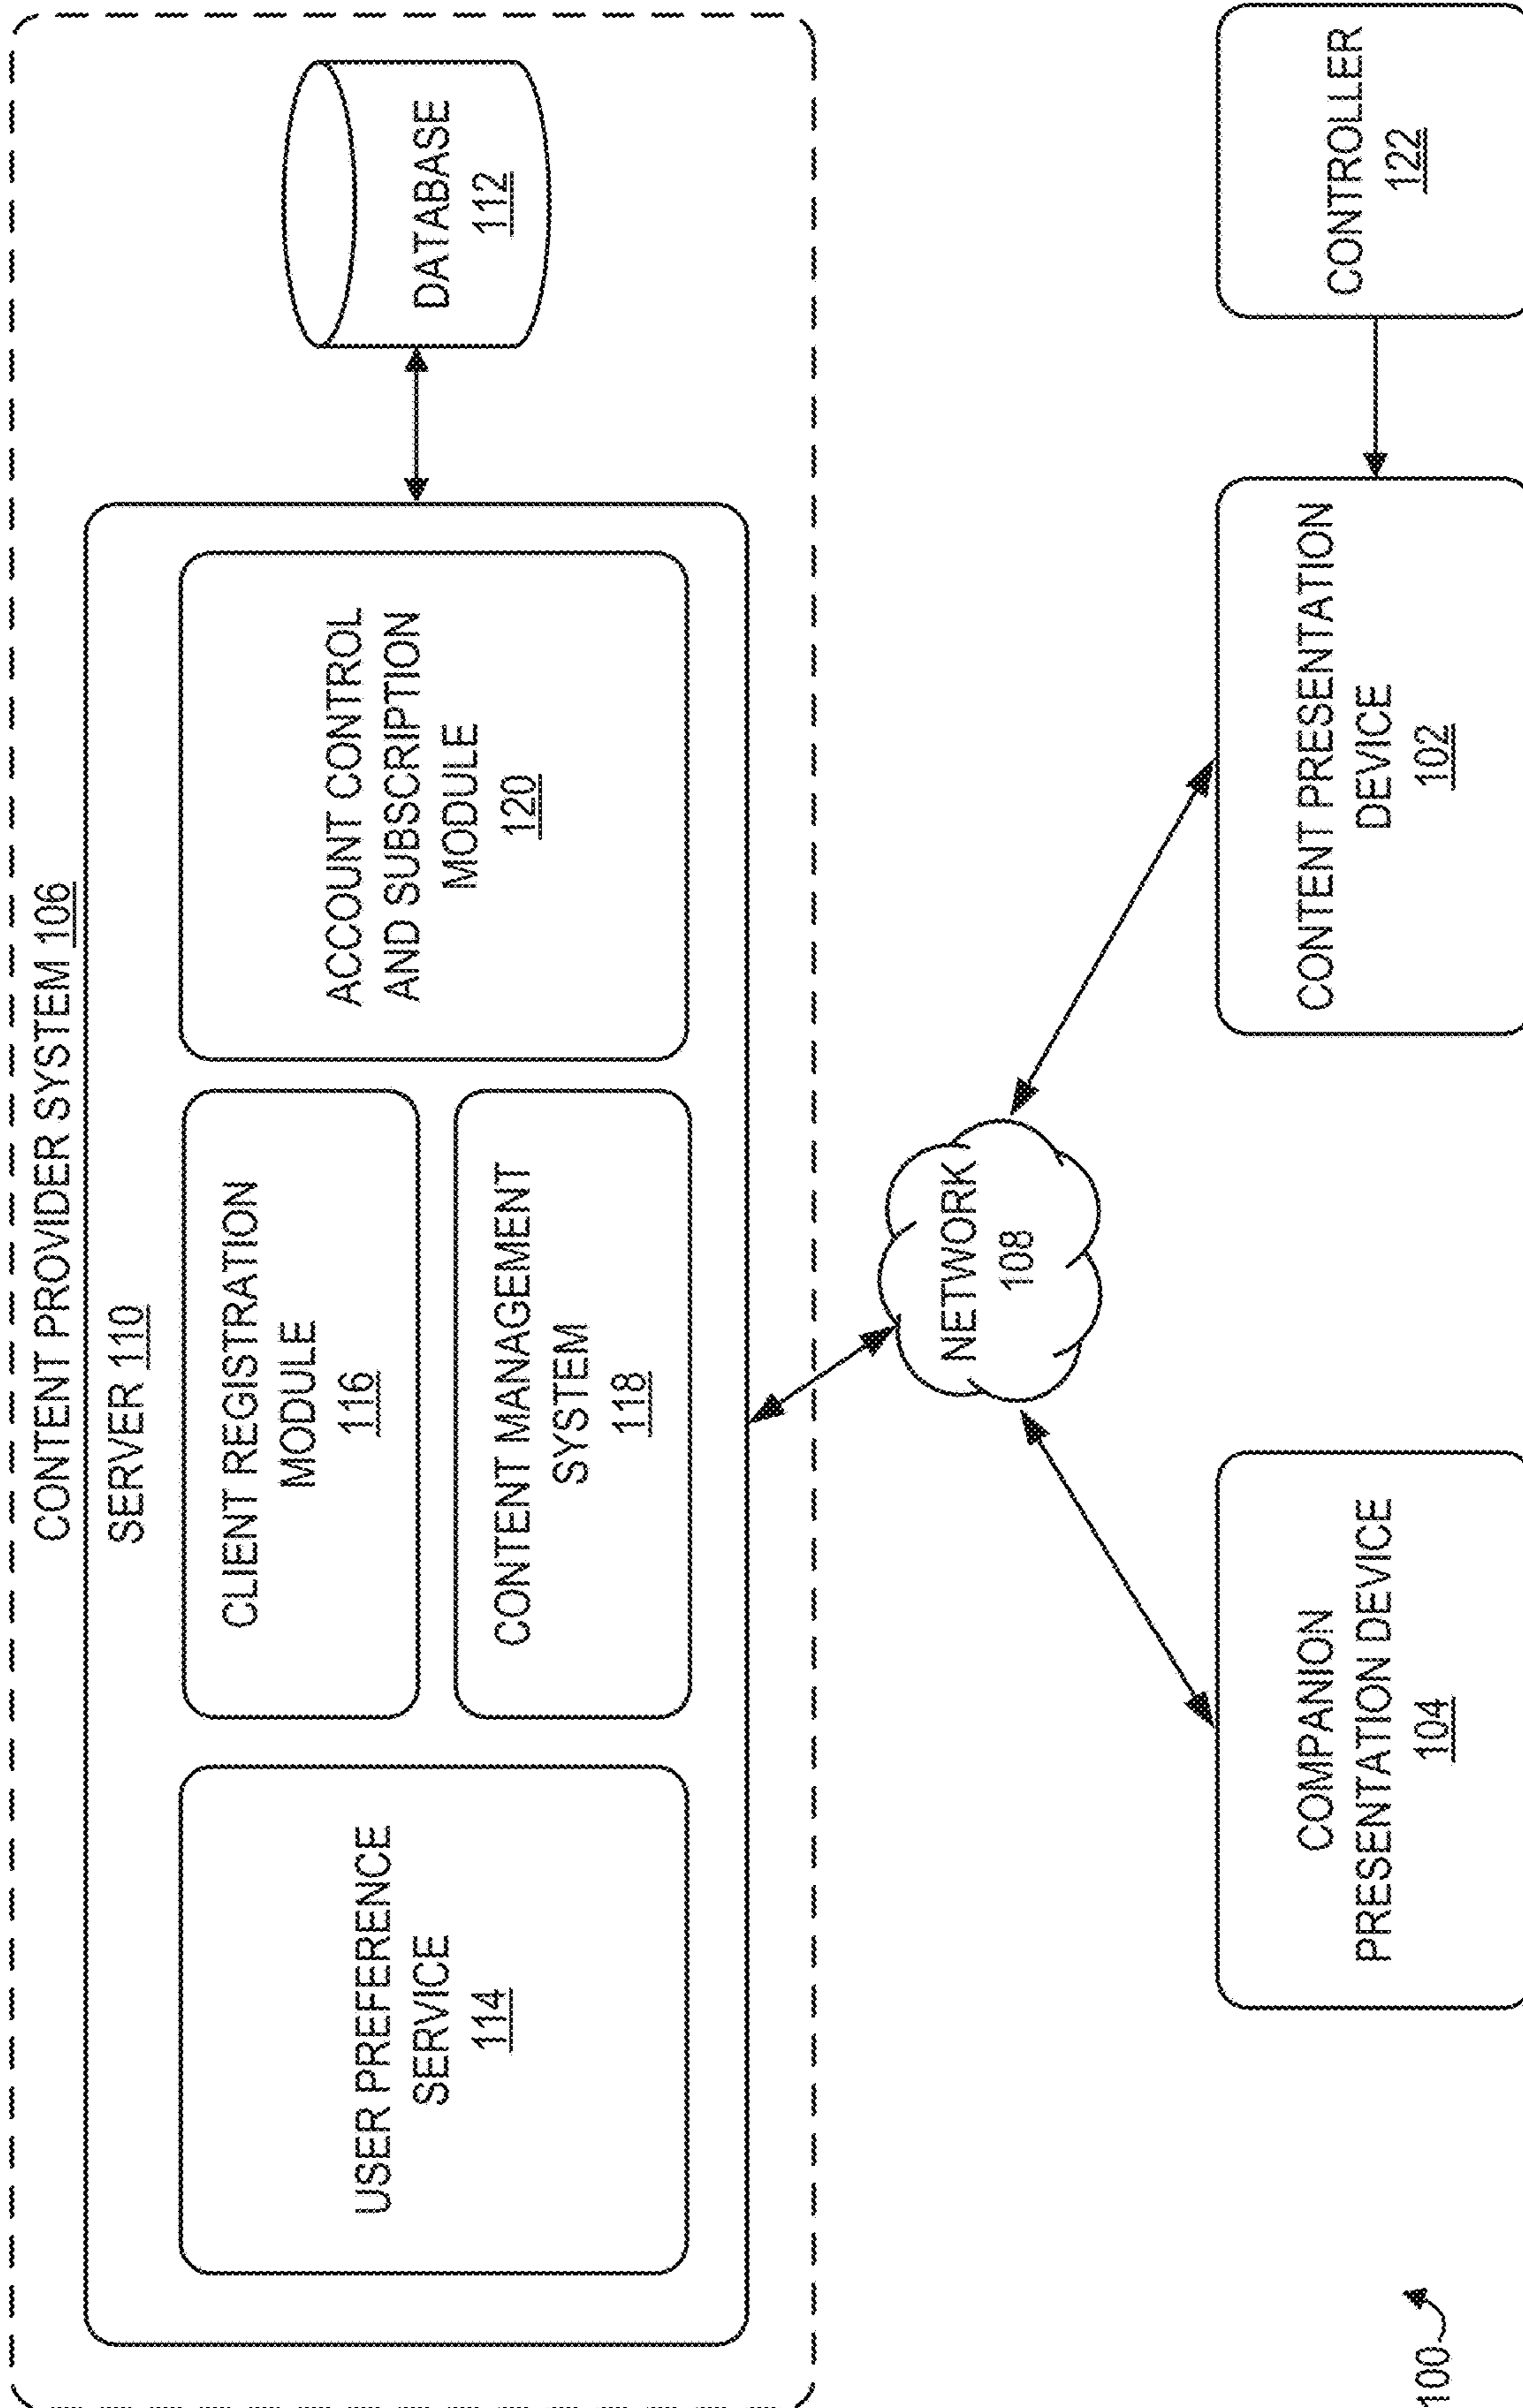 CONTENT PROVIDER SYSTEM 106
SERVER 110
USER PREFERENCE
SERVICE
114
CLIENT REGISTRATION
MODULE
116
CONTENT MANAGEMENT
SYSTEM
118
ACCOUNT CONTROL
AND SUBSCRIPTION
MODULE
120
DATABASE
112
NETWORK
108
COMPANION
PRESENTATION DEVICE
104
CONTENT PRESENTATION
DEVICE
102
CONTROLLER
122
100